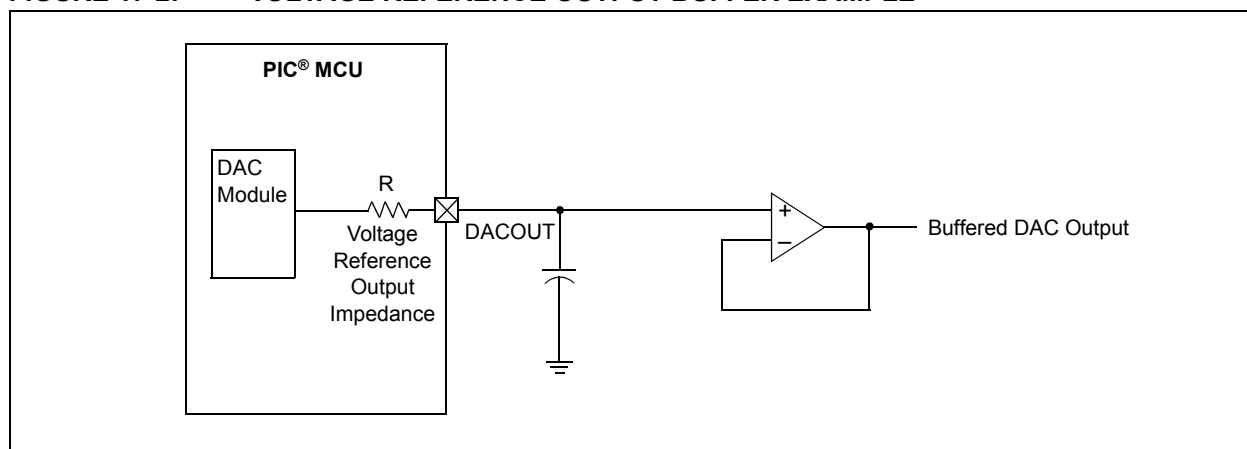 PIC® MCU
DAC
Module
R
Voltage
Reference
Output
Impedance
DACOUT
+
–
Buffered DAC Output